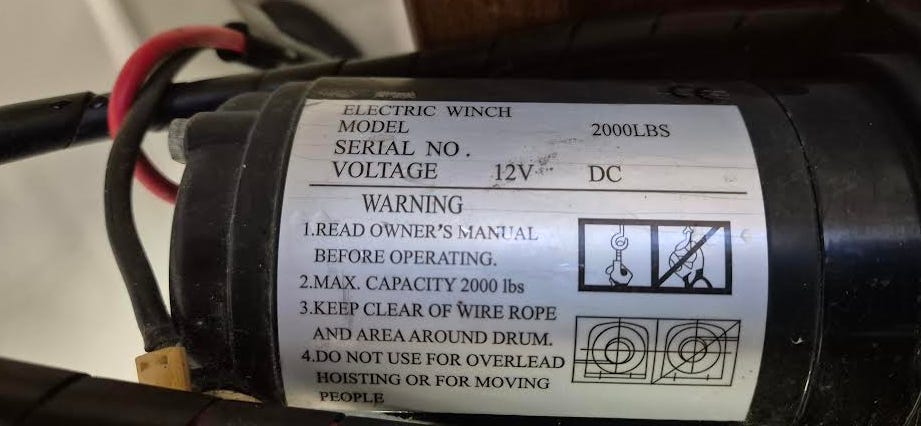 ELECTRIC WINCH
MODEL 2000LBS
SERIAL NO.
VOLTAGE 12V DC
WARNING
1.READ OWNER'S MANUAL
BEFORE OPERATING.
2.MAX. CAPACITY 2000 lbs
3.KEEP CLEAR OF WIRE ROPE
AND AREA AROUND DRUM.
4.DO NOT USE FOR OVERLEAD
HOISTING OR FOR MOVING
PEOPLE